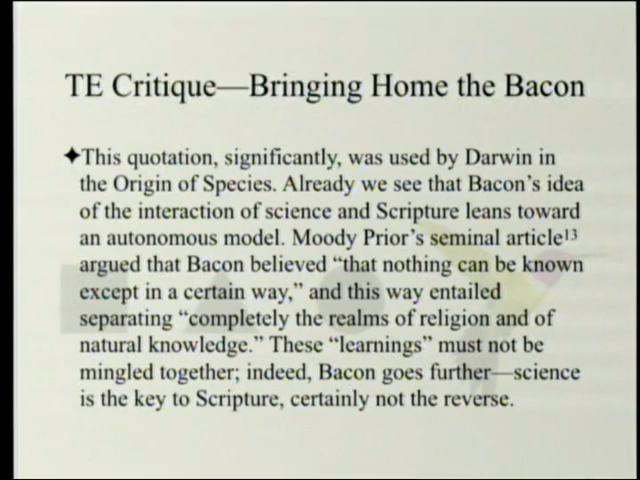 TE Critique—Bringing Home the Bacon
✦This quotation, significantly, was used by Darwin in
the Origin of Species. Already we see that Bacon’s idea
of the interaction of science and Scripture leans toward
an autonomous model. Moody Prior’s seminal article¹³
argued that Bacon believed “that nothing can be known
except in a certain way,” and this way entailed
separating “completely the realms of religion and of
natural knowledge.” These “learnings” must not be
mingled together; indeed, Bacon goes further—science
is the key to Scripture, certainly not the reverse.